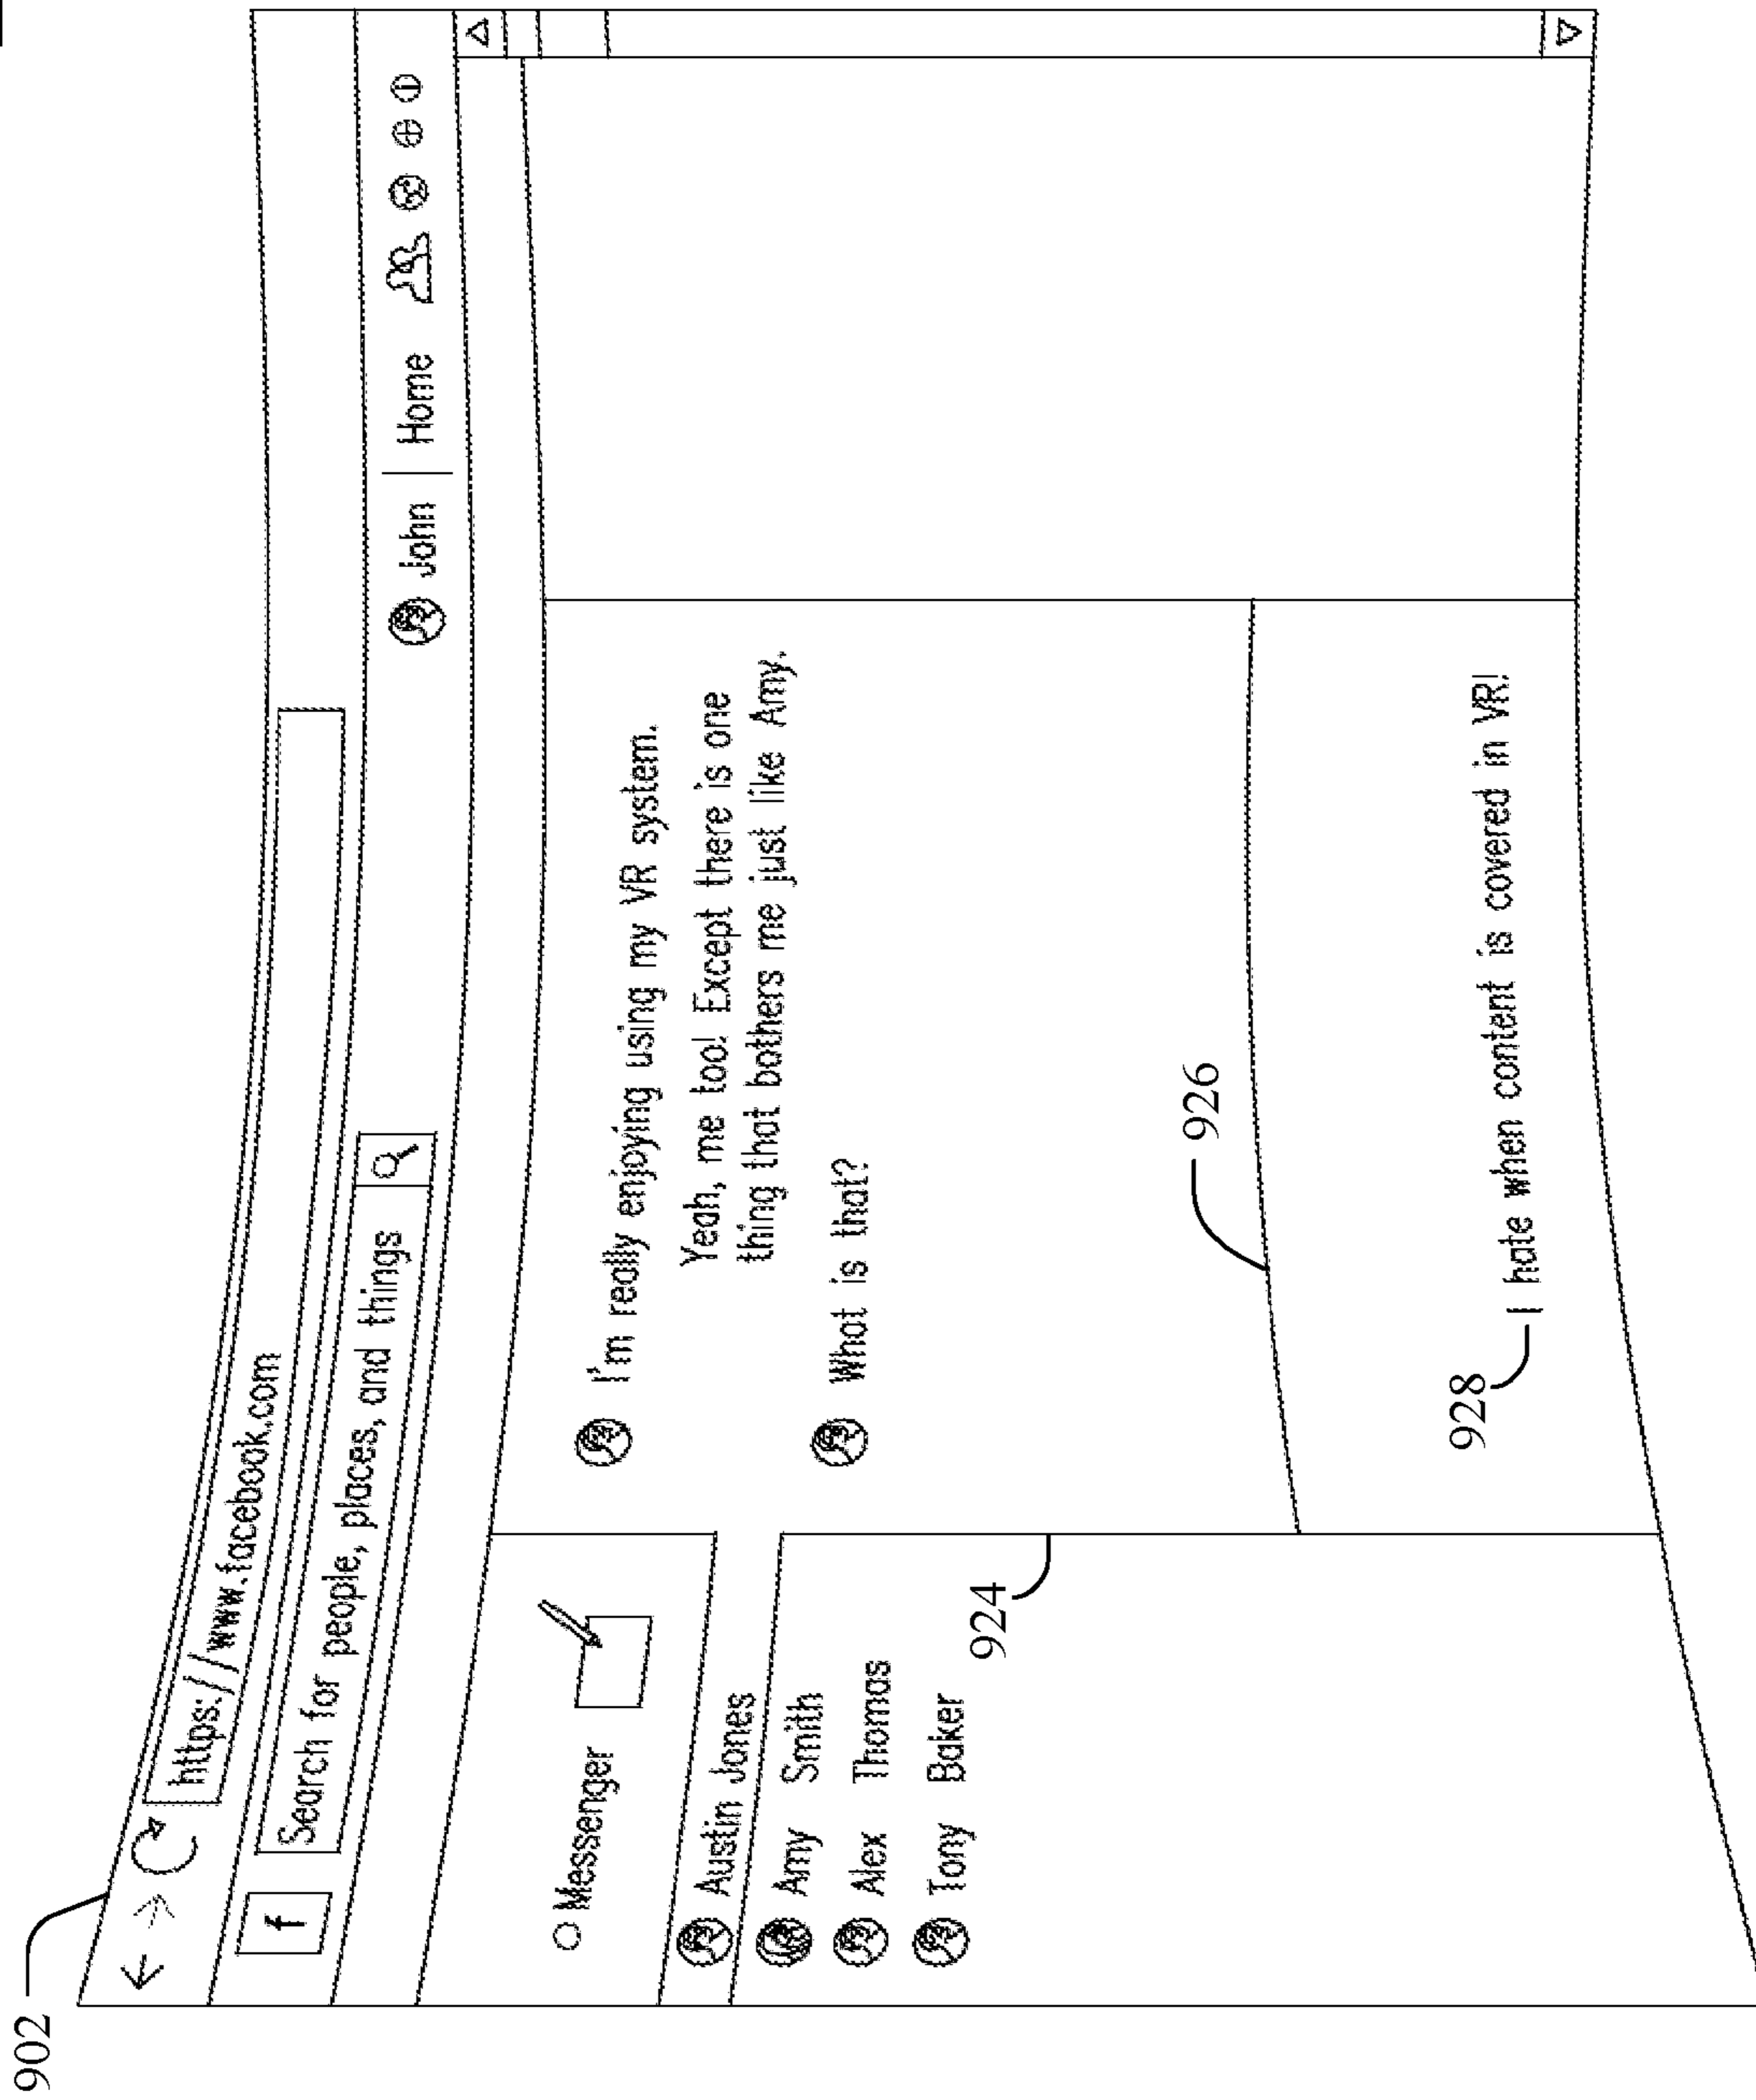 902
https://www.facebook.com
f
Search for people, places, and things
John | Home
Messenger
Austin Jones
Amy Smith
Alex Thomas
Tony Baker
924
I'm really enjoying using my VR system.
Yeah, me too! Except there is one
thing that bothers me just like Amy.
What is that?
926
928
I hate when content is covered in VR!